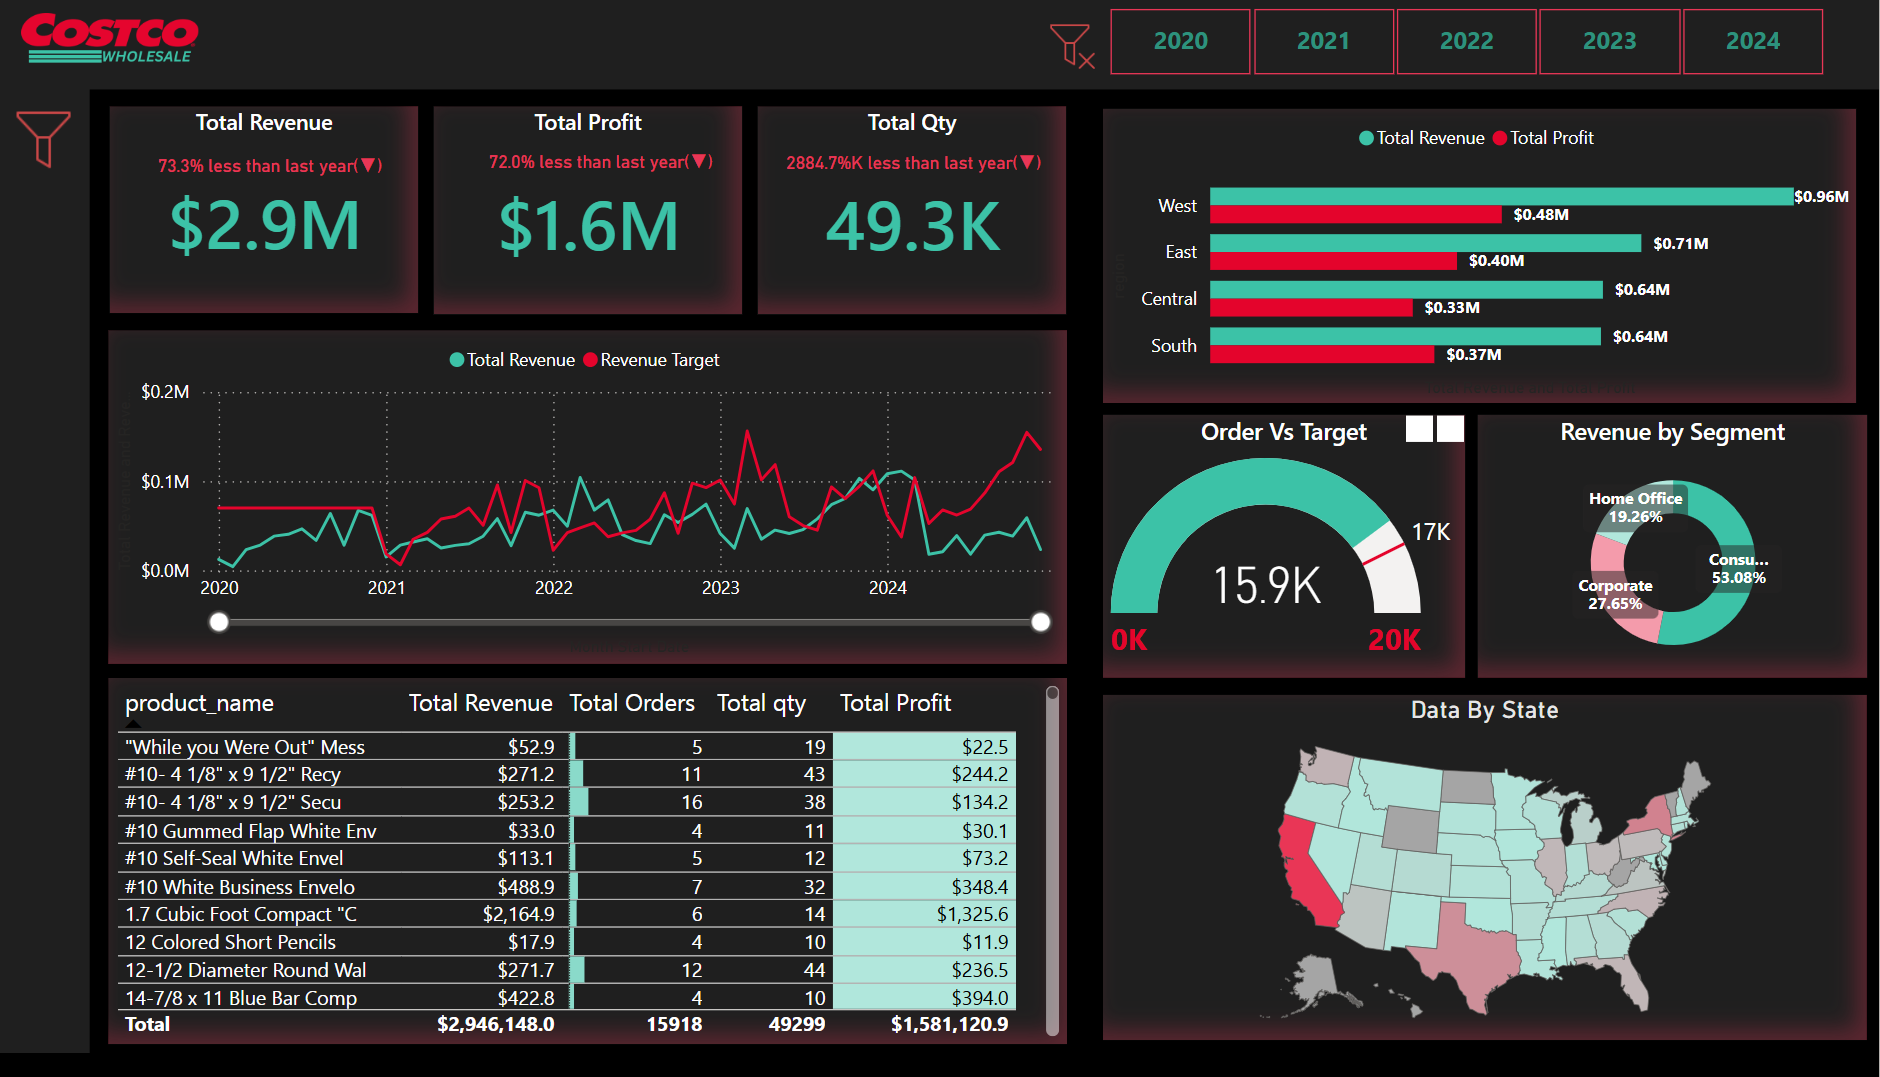 COSTCO
WHOLESALE
2020 2021 2022 2023 2024
Total Revenue
73.3% less than last year(▼)
$2.9M
Total Profit
72.0% less than last year(▼)
$1.6M
Total Qty
2884.7%K less than last year(▼)
49.3K
Total Revenue Total Profit
West $0.96M
$0.48M
East $0.71M
$0.40M
Central $0.64M
$0.33M
South $0.64M
$0.37M
Total Revenue Revenue Target
$0.2M
$0.1M
$0.0M
2020 2021 2022 2023 2024
Order Vs Target
17K
15.9K
0K 20K
Revenue by Segment
Home Office
19.26%
Consu...
53.08%
Corporate
27.65%
product_name Total Revenue Total Orders Total qty Total Profit
"While you Were Out" Mess $52.9 5 19 $22.5
#10- 4 1/8" x 9 1/2" Recy $271.2 11 43 $244.2
#10- 4 1/8" x 9 1/2" Secu $253.2 16 38 $134.2
#10 Gummed Flap White Env $33.0 4 11 $30.1
#10 Self-Seal White Envel $113.1 5 12 $73.2
#10 White Business Envelo $488.9 7 32 $348.4
1.7 Cubic Foot Compact "C $2,164.9 6 14 $1,325.6
12 Colored Short Pencils $17.9 4 10 $11.9
12-1/2 Diameter Round Wal $271.7 12 44 $236.5
14-7/8 x 11 Blue Bar Comp $422.8 4 10 $394.0
Total $2,946,148.0 15918 49299 $1,581,120.9
Data By State